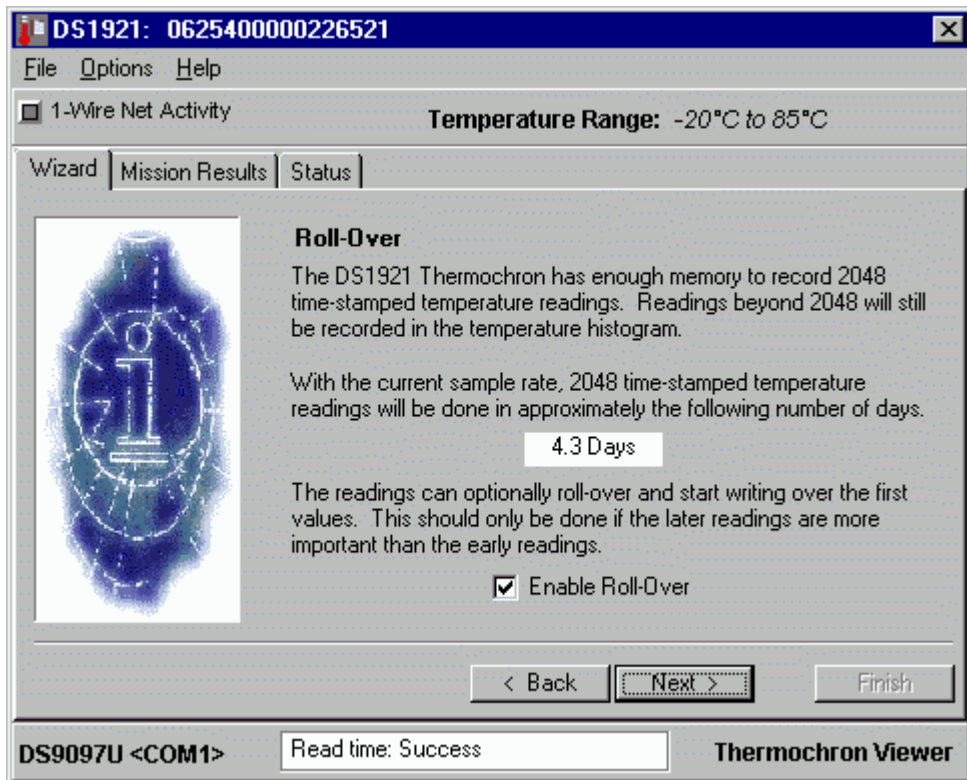 DS1921: 0625400000226521
File Options Help
1-Wire Net Activity
Temperature Range: -20°C to 85°C
Wizard Mission Results Status
Roll-Over
The DS1921 Thermochron has enough memory to record 2048
time-stamped temperature readings. Readings beyond 2048 will still
be recorded in the temperature histogram.
With the current sample rate, 2048 time-stamped temperature
readings will be done in approximately the following number of days.
4.3 Days
The readings can optionally roll-over and start writing over the first
values. This should only be done if the later readings are more
important than the early readings.
Enable Roll-Over
< Back Next > Finish
DS9097U <COM1> Read time: Success Thermochron Viewer